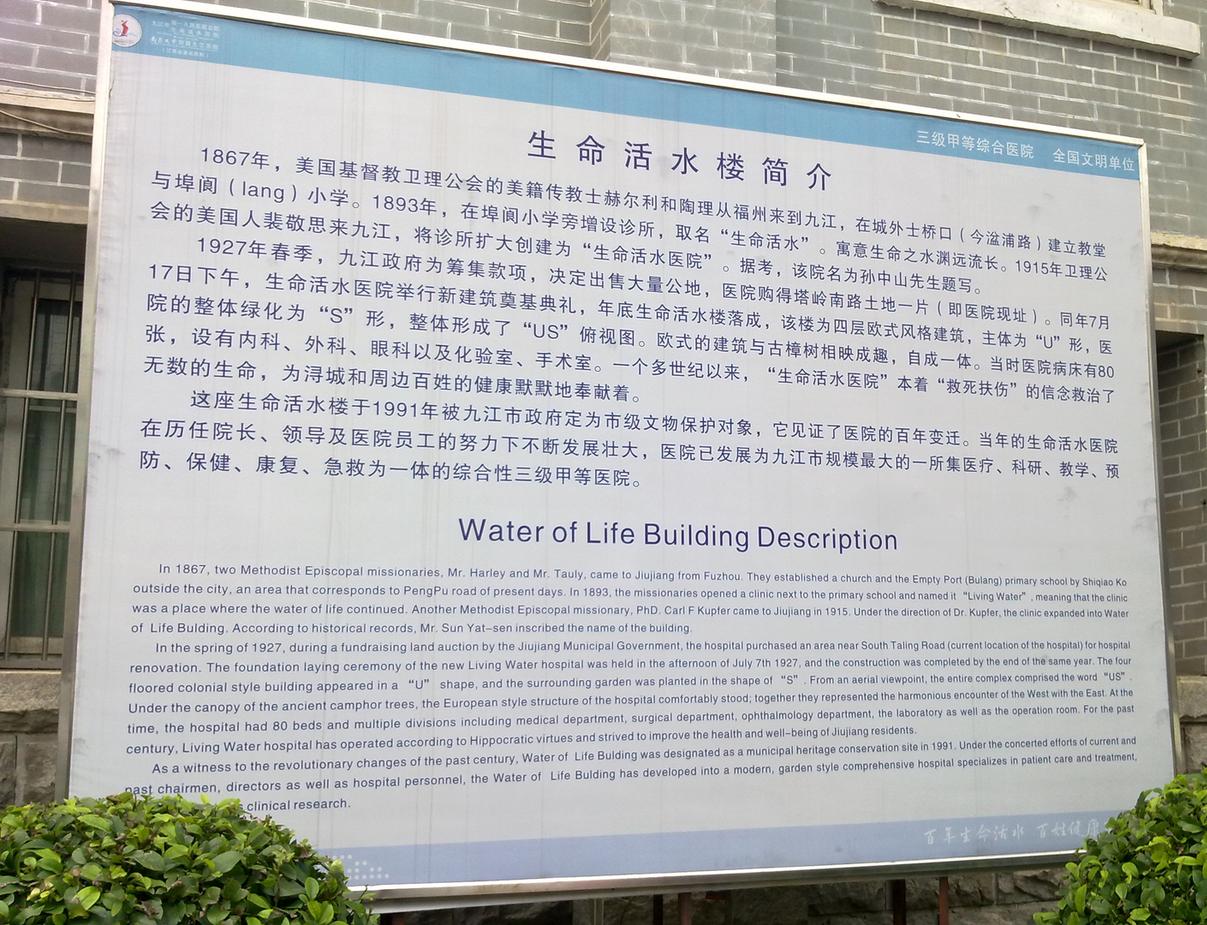 三级甲等综合医院 全国文明单位
生命活水楼简介
1867年，美国基督教卫理公会的美籍传教士赫尔利和陶理从福州来到九江，在城外士桥口（今湓浦路）建立教堂
与埠阆（lang）小学。1893年，在埠阆小学旁增设诊所，取名“生命活水”。寓意生命之水渊远流长。1915年卫理公
会的美国人裴敬思来九江，将诊所扩大创建为“生命活水医院”。据考，该院名为孙中山先生题写。
1927年春季，九江政府为筹集款项，决定出售大量公地，医院购得塔岭南路土地一片（即医院现址）。同年7月
17日下午，生命活水医院举行新建筑奠基典礼，年底生命活水楼落成，该楼为四层欧式风格建筑，主体为“U”形，医
院的整体绿化为“S”形，整体形成了“US”俯视图。欧式的建筑与古樟树相映成趣，自成一体。当时医院病床有80
张，设有内科、外科、眼科以及化验室、手术室。一个多世纪以来，“生命活水医院”本着“救死扶伤”的信念救治了
无数的生命，为浔城和周边百姓的健康默默地奉献着。
这座生命活水楼于1991年被九江市政府定为市级文物保护对象，它见证了医院的百年变迁。当年的生命活水医院
在历任院长、领导及医院员工的努力下不断发展壮大，医院已发展为九江市规模最大的一所集医疗、科研、教学、预
防、保健、康复、急救为一体的综合性三级甲等医院。
Water of Life Building Description
In 1867, two Methodist Episcopal missionaries, Mr. Harley and Mr. Tauly, came to Jiujiang from Fuzhou. They established a church and the Empty Port (Bulang) primary school by Shiqiao Ko
outside the city, an area that corresponds to PengPu road of present days. In 1893, the missionaries opened a clinic next to the primary school and named it “Living Water”, meaning that the clinic
was a place where the water of life continued. Another Methodist Episcopal missionary, PhD. Carl F Kupfer came to Jiujiang in 1915. Under the direction of Dr. Kupfer, the clinic expanded into Water
of Life Bulding. According to historical records, Mr. Sun Yat-sen inscribed the name of the building.
In the spring of 1927, during a fundraising land auction by the Jiujiang Municipal Government, the hospital purchased an area near South Taling Road (current location of the hospital) for hospital
renovation. The foundation laying ceremony of the new Living Water hospital was held in the afternoon of July 7th 1927, and the construction was completed by the end of the same year. The four
floored colonial style building appeared in a “U” shape, and the surrounding garden was planted in the shape of “S”. From an aerial viewpoint, the entire complex comprised the word “US”.
Under the canopy of the ancient camphor trees, the European style structure of the hospital comfortably stood; together they represented the harmonious encounter of the West with the East. At the
time, the hospital had 80 beds and multiple divisions including medical department, surgical department, ophthalmology department, the laboratory as well as the operation room. For the past
century, Living Water hospital has operated according to Hippocratic virtues and strived to improve the health and well-being of Jiujiang residents.
As a witness to the revolutionary changes of the past century, Water of Life Bulding was designated as a municipal heritage conservation site in 1991. Under the concerted efforts of current and
past chairmen, directors as well as hospital personnel, the Water of Life Bulding has developed into a modern, garden style comprehensive hospital specializes in patient care and treatment,
clinical research.
百年生命活水 百姓健康